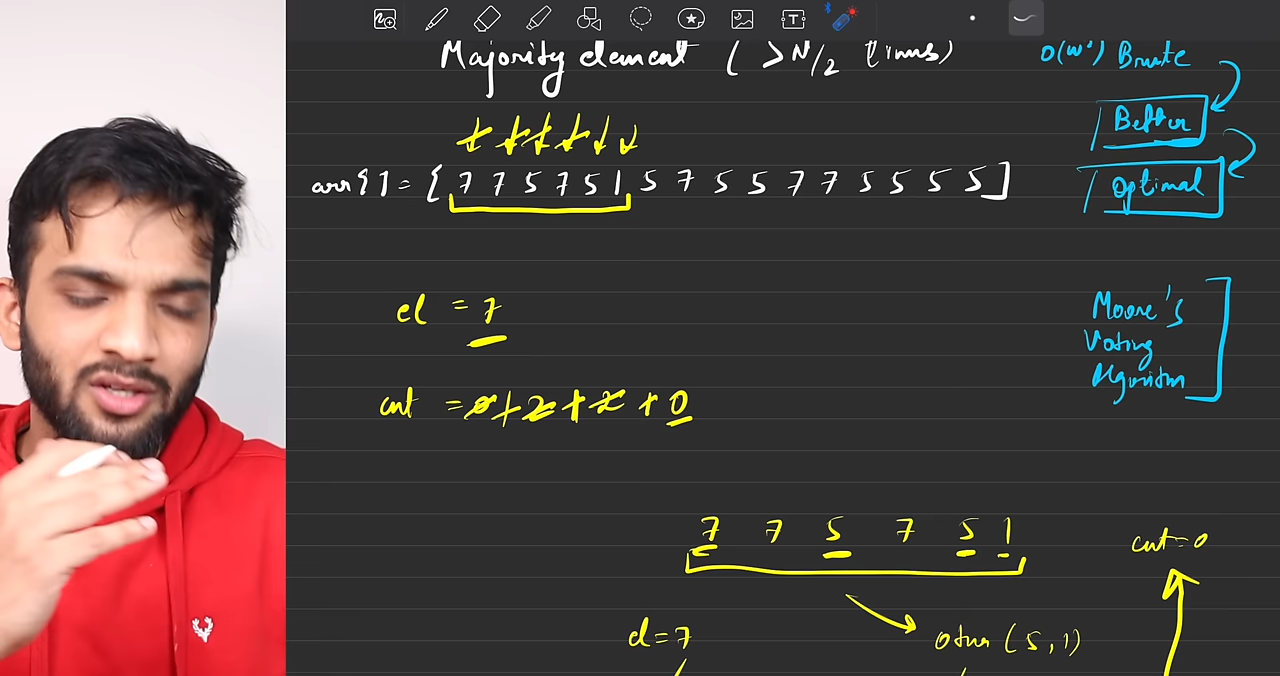 Majority element ( > N/2 times)
O(N²) Brute
Better
Optimal
arr[] = { 7 7 5 7 5 1 5 7 5 5 7 7 5 5 5 5 ]
el = 7
cnt = 0 1 2 1 2 1 0
Moore's
Voting
Algorithm
7 7 5 7 5 1
cnt = 0
el = 7
other (5, 1)
T